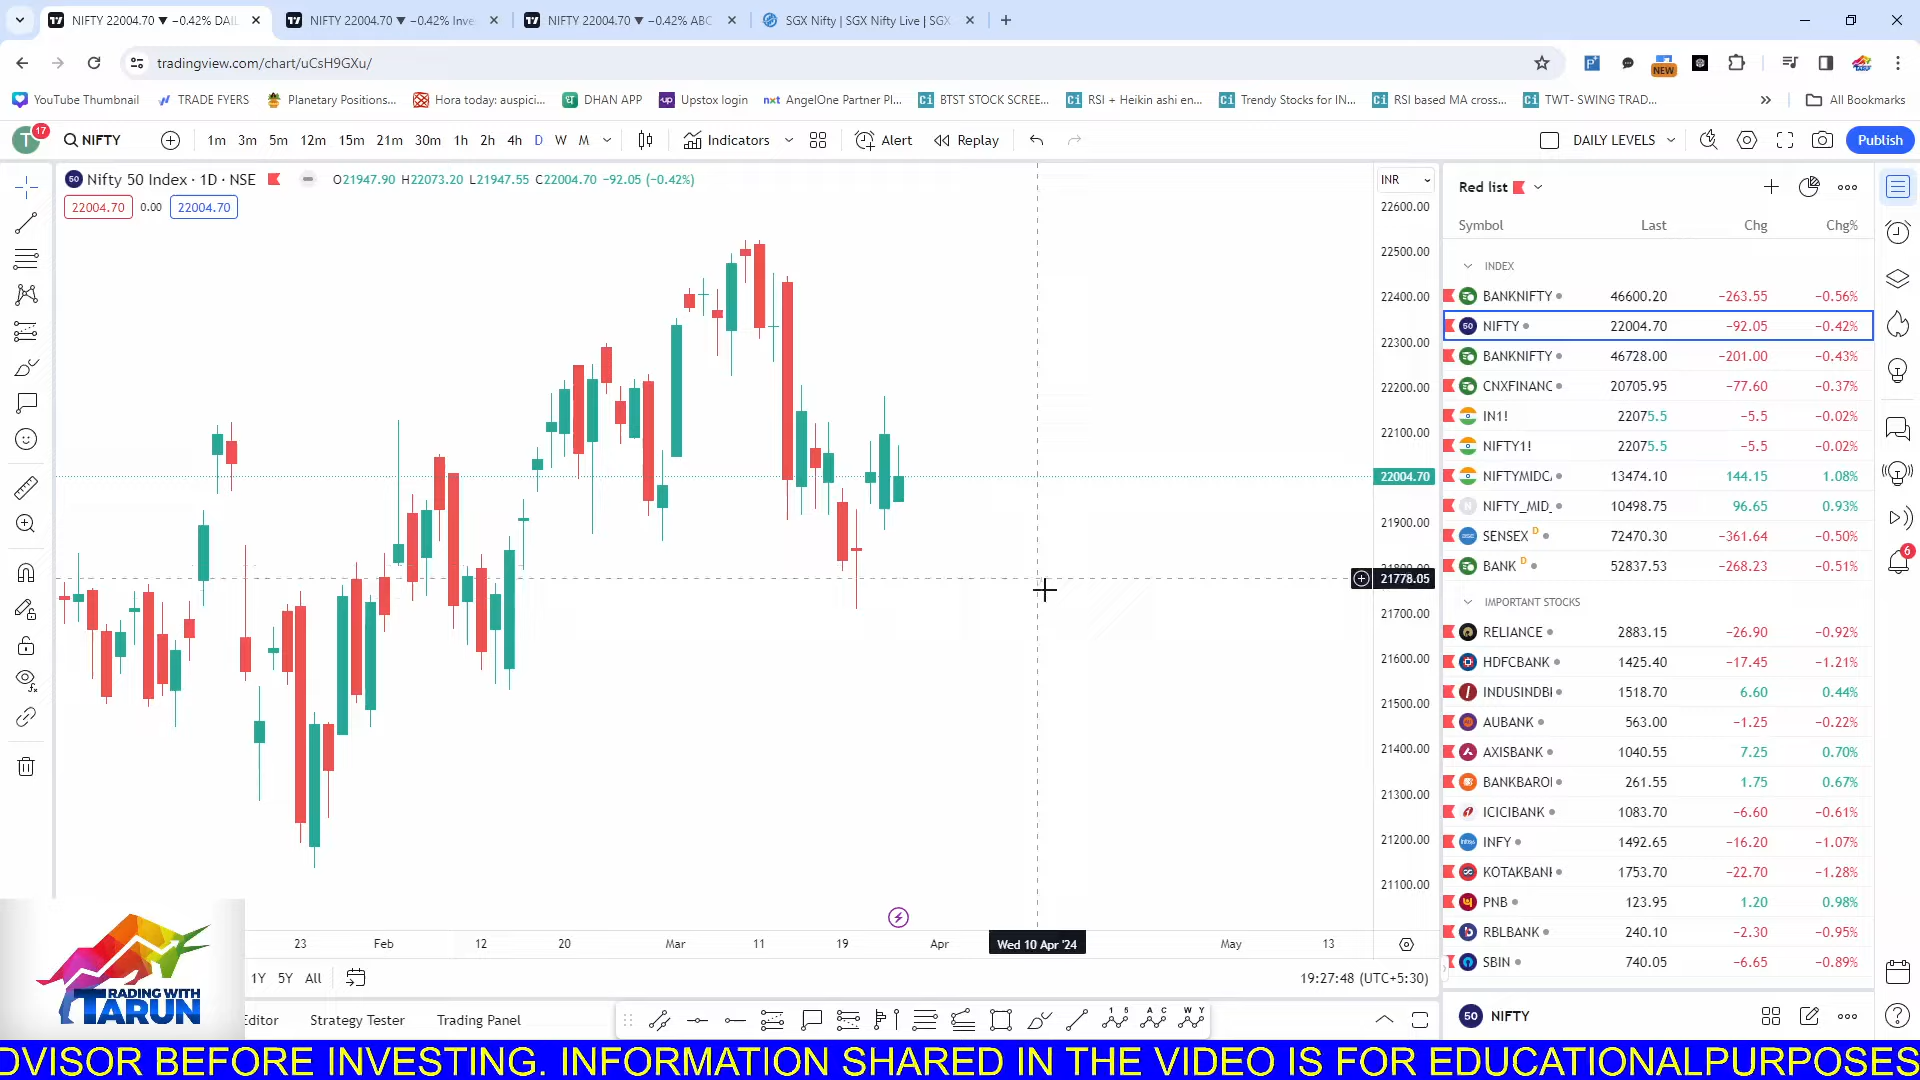 NIFTY 22004.70 ▼ −0.42% DAIL
NIFTY 22004.70 ▼ −0.42% Inve
NIFTY 22004.70 ▼ −0.42% ABC
SGX Nifty | SGX Nifty Live | SGX
tradingview.com/chart/uCsH9GXu/
NEW
YouTube Thumbnail
TRADE FYERS
Planetary Positions...
Hora today: auspici...
DHAN APP
Upstox login
nxt AngelOne Partner Pl...
BTST STOCK SCREE...
RSI + Heikin ashi en...
Trendy Stocks for IN...
RSI based MA cross...
TWT- SWING TRAD...
All Bookmarks
T 17 NIFTY 1m 3m 5m 12m 15m 21m 30m 1h 2h 4h D W M Indicators Alert Replay DAILY LEVELS Publish
50 Nifty 50 Index · 1D · NSE O21947.90 H22073.20 L21947.55 C22004.70 −92.05 (−0.42%)
22004.70 0.00 22004.70
INR
22600.00
22500.00
22400.00
22300.00
22200.00
22100.00
22004.70
21900.00
21800.00
21778.05
21700.00
21600.00
21500.00
21400.00
21300.00
21200.00
21100.00
23 Feb 12 20 Mar 11 19 Apr Wed 10 Apr '24 May 13
1Y 5Y All
19:27:48 (UTC+5:30)
Editor Strategy Tester Trading Panel
Red list
Symbol Last Chg Chg%
INDEX
BANKNIFTY 46600.20 −263.55 −0.56%
50 NIFTY 22004.70 −92.05 −0.42%
BANKNIFTY 46728.00 −201.00 −0.43%
CNXFINANC 20705.95 −77.60 −0.37%
IN1! 22075.5 −5.5 −0.02%
NIFTY1! 22075.5 −5.5 −0.02%
NIFTYMIDC 13474.10 144.15 1.08%
N NIFTY_MID_ 10498.75 96.65 0.93%
SENSEX D 72470.30 −361.64 −0.50%
BANK D 52837.53 −268.23 −0.51%
IMPORTANT STOCKS
RELIANCE 2883.15 −26.90 −0.92%
HDFCBANK 1425.40 −17.45 −1.21%
INDUSINDBI 1518.70 6.60 0.44%
AUBANK 563.00 −1.25 −0.22%
AXISBANK 1040.55 7.25 0.70%
BANKBAROI 261.55 1.75 0.67%
ICICIBANK 1083.70 −6.60 −0.61%
INFY 1492.65 −16.20 −1.07%
KOTAKBANK 1753.70 −22.70 −1.28%
PNB 123.95 1.20 0.98%
RBLBANK 240.10 −2.30 −0.95%
SBIN 740.05 −6.65 −0.89%
50 NIFTY
6
TRADING WITH
TARUN
DVISOR BEFORE INVESTING. INFORMATION SHARED IN THE VIDEO IS FOR EDUCATIONALPURPOSES